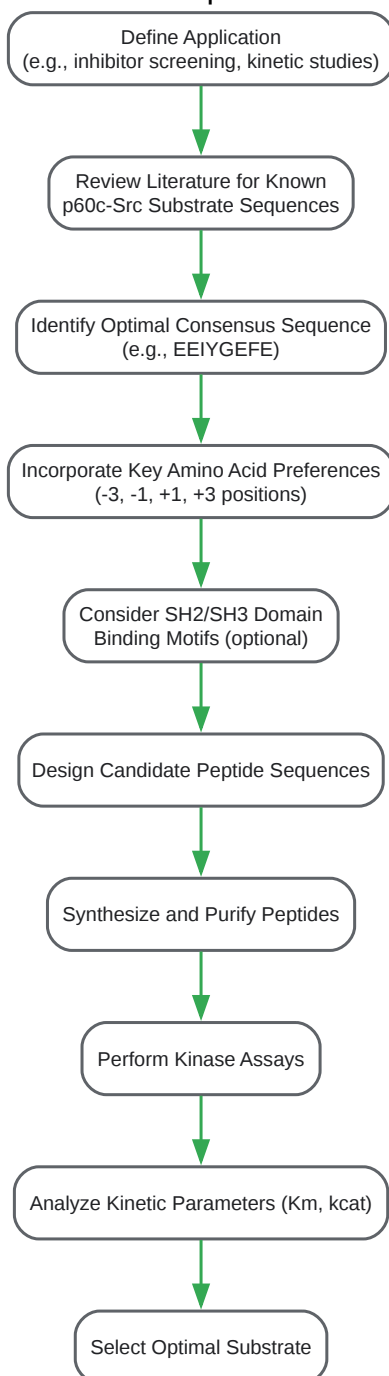 Define Application
(e.g., inhibitor screening, kinetic studies)
Review Literature for Known
p60c-Src Substrate Sequences
Identify Optimal Consensus Sequence
(e.g., EEIYGEFE)
Incorporate Key Amino Acid Preferences
(-3, -1, +1, +3 positions)
Consider SH2/SH3 Domain
Binding Motifs (optional)
Design Candidate Peptide Sequences
Synthesize and Purify Peptides
Perform Kinase Assays
Analyze Kinetic Parameters (Km, kcat)
Select Optimal Substrate